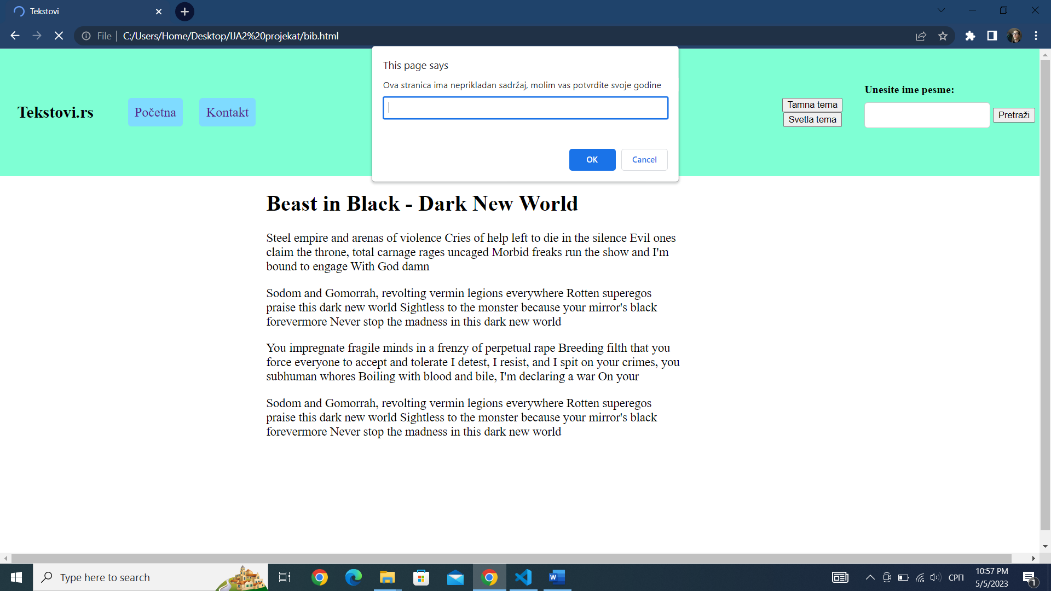 Tekstovi
File
C:/Users/Home/Desktop/IJA2%20projekat/bib.html
This page says
Ova stranica ima neprikladan sadržaj, molim vas potvrdite svoje godine
OK
Cancel
Tekstovi.rs
Početna
Kontakt
Tamna tema
Svetla tema
Unesite ime pesme:
Pretraži
Beast in Black - Dark New World
Steel empire and arenas of violence Cries of help left to die in the silence Evil ones
claim the throne, total carnage rages uncaged Morbid freaks run the show and I'm
bound to engage With God damn
Sodom and Gomorrah, revolting vermin legions everywhere Rotten superegos
praise this dark new world Sightless to the monster because your mirror's black
forevermore Never stop the madness in this dark new world
You impregnate fragile minds in a frenzy of perpetual rape Breeding filth that you
force everyone to accept and tolerate I detest, I resist, and I spit on your crimes, you
subhuman whores Boiling with blood and bile, I'm declaring a war On your
Sodom and Gomorrah, revolting vermin legions everywhere Rotten superegos
praise this dark new world Sightless to the monster because your mirror's black
forevermore Never stop the madness in this dark new world
Type here to search
СРП
10:57 PM
5/5/2023
1